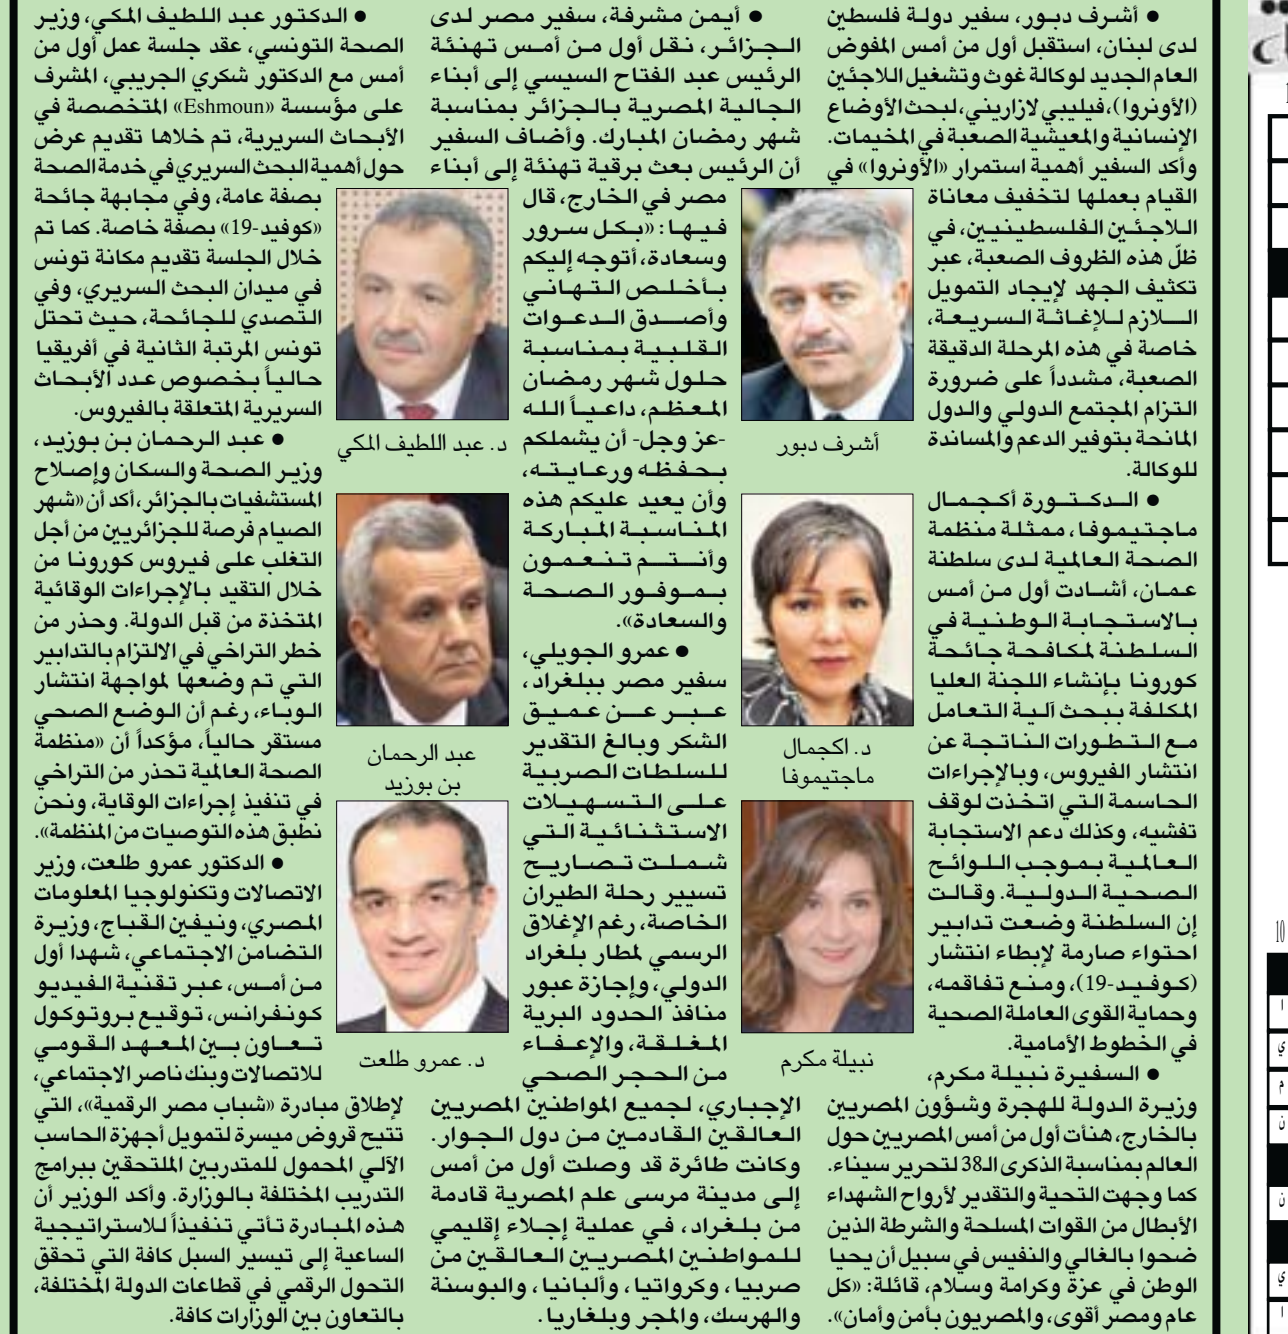 ● أشرف دبور، سفير دولة فلسطين
لدى لبنان، استقبل أول من أمس المفوض
العام الجديد لوكالة غوث وتشغيل اللاجئين
(الأونروا)، فيليبي لازاريني، لبحث الأوضاع
الإنسانية والمعيشية الصعبة في المخيمات.
وأكد السفير أهمية استمرار «الأونروا» في
القيام بعملها لتخفيف معاناة
اللاجئين الفلسطينيين، في
ظلّ هذه الظروف الصعبة، عبر
تكثيف الجهد لإيجاد التمويل
اللازم للإغاثة السريعة،
خاصة في هذه المرحلة الدقيقة
الصعبة، مشدداً على ضرورة
التزام المجتمع الدولي والدول
المانحة بتوفير الدعم والمساندة
للوكالة.
أشرف دبور
● الدكتورة أكجمال
ماجتيموفا، ممثلة منظمة
الصحة العالمية لدى سلطنة
عمان، أشادت أول من أمس
بالاستجابة الوطنية في
السلطنة لمكافحة جائحة
كورونا بإنشاء اللجنة العليا
المكلفة ببحث آلية التعامل
مع التطورات الناتجة عن
انتشار الفيروس، وبالإجراءات
الحاسمة التي اتخذت لوقف
تفشيه، وكذلك دعم الاستجابة
العالمية بموجب اللوائح
الصحية الدولية. وقالت
إن السلطنة وضعت تدابير
احتواء صارمة لإبطاء انتشار
(كوفيد-19)، ومنع تفاقمه،
وحماية القوى العاملة الصحية
في الخطوط الأمامية.
د. اكجمال
ماجتيموفا
● السفيرة نبيلة مكرم،
وزيرة الدولة للهجرة وشؤون المصريين
بالخارج، هنأت أول من أمس المصريين حول
العالم بمناسبة الذكرى الـ38 لتحرير سيناء.
كما وجهت التحية والتقدير لأرواح الشهداء
الأبطال من القوات المسلحة والشرطة الذين
ضحوا بالغالي والنفيس في سبيل أن يحيا
الوطن في عزة وكرامة وسلام، قائلة: «كل
عام ومصر أقوى، والمصريون بأمن وأمان».
نبيلة مكرم
● أيمن مشرفة، سفير مصر لدى
الجزائر، نقل أول من أمس تهنئة
الرئيس عبد الفتاح السيسي إلى أبناء
الجالية المصرية بالجزائر بمناسبة
شهر رمضان المبارك. وأضاف السفير
أن الرئيس بعث برقية تهنئة إلى أبناء
مصر في الخارج، قال
فيها: «بكل سرور
وسعادة، أتوجه إليكم
بأخلص التهاني
وأصدق الدعوات
القلبية بمناسبة
حلول شهر رمضان
المعظم، داعياً الله
-عز وجل- أن يشملكم
بحفظه ورعايته،
وأن يعيد عليكم هذه
المناسبة المباركة
وأنتم تنعمون
بموفور الصحة
والسعادة».
● عمرو الجويلي،
سفير مصر ببلغراد،
عبر عن عميق
الشكر وبالغ التقدير
للسلطات الصربية
على التسهيلات
الاستثنائية التي
شملت تصاريح
تسيير رحلة الطيران
الخاصة، رغم الإغلاق
الرسمي لمطار بلغراد
الدولي، وإجازة عبور
منافذ الحدود البرية
المغلقة، والإعفاء
من الحجر الصحي
الإجباري، لجميع المواطنين المصريين
العالقين القادمين من دول الجوار.
وكانت طائرة قد وصلت أول من أمس
إلى مدينة مرسى علم المصرية قادمة
من بلغراد، في عملية إجلاء إقليمي
للمواطنين المصريين العالقين من
صربيا، وكرواتيا، وألبانيا، والبوسنة
والهرسك، والمجر وبلغاريا.
● الدكتور عبد اللطيف المكي، وزير
الصحة التونسي، عقد جلسة عمل أول من
أمس مع الدكتور شكري الجريبي، المشرف
على مؤسسة «Eshmoun» المتخصصة في
الأبحاث السريرية، تم خلاها تقديم عرض
حول أهمية البحث السريري في خدمة الصحة
بصفة عامة، وفي مجابهة جائحة
«كوفيد-19» بصفة خاصة. كما تم
خلال الجلسة تقديم مكانة تونس
في ميدان البحث السريري، وفي
التصدي للجائحة، حيث تحتل
تونس المرتبة الثانية في أفريقيا
حالياً بخصوص عدد الأبحاث
السريرية المتعلقة بالفيروس.
د. عبد اللطيف المكي
● عبد الرحمان بن بوزيد،
وزير الصحة والسكان وإصلاح
المستشفيات بالجزائر، أكد أن «شهر
الصيام فرصة للجزائريين من أجل
التغلب على فيروس كورونا من
خلال التقيد بالإجراءات الوقائية
المتخذة من قبل الدولة. وحذر من
خطر التراخي في الالتزام بالتدابير
التي تم وضعها لمواجهة انتشار
الوباء، رغم أن الوضع الصحي
مستقر حالياً، مؤكداً أن «منظمة
الصحة العالمية تحذر من التراخي
في تنفيذ إجراءات الوقاية، ونحن
نطبق هذه التوصيات من المنظمة».
عبد الرحمان
بن بوزيد
● الدكتور عمرو طلعت، وزير
الاتصالات وتكنولوجيا المعلومات
المصري، ونيفين القباج، وزيرة
التضامن الاجتماعي، شهدا أول
من أمس، عبر تقنية الفيديو
كونفرانس، توقيع بروتوكول
تعاون بين المعهد القومي
للاتصالات وبنك ناصر الاجتماعي،
لإطلاق مبادرة «شباب مصر الرقمية»، التي
تتيح قروض ميسرة لتمويل أجهزة الحاسب
الآلي المحمول للمتدربين الملتحقين ببرامج
التدريب المختلفة بالوزارة. وأكد الوزير أن
هذه المبادرة تأتي تنفيذاً للاستراتيجية
الساعية إلى تيسير السبل كافة التي تحقق
التحول الرقمي في قطاعات الدولة المختلفة،
بالتعاون بين الوزارات كافة.
د. عمرو طلعت
10
ا
ي
م
ن
ن
ي
ا